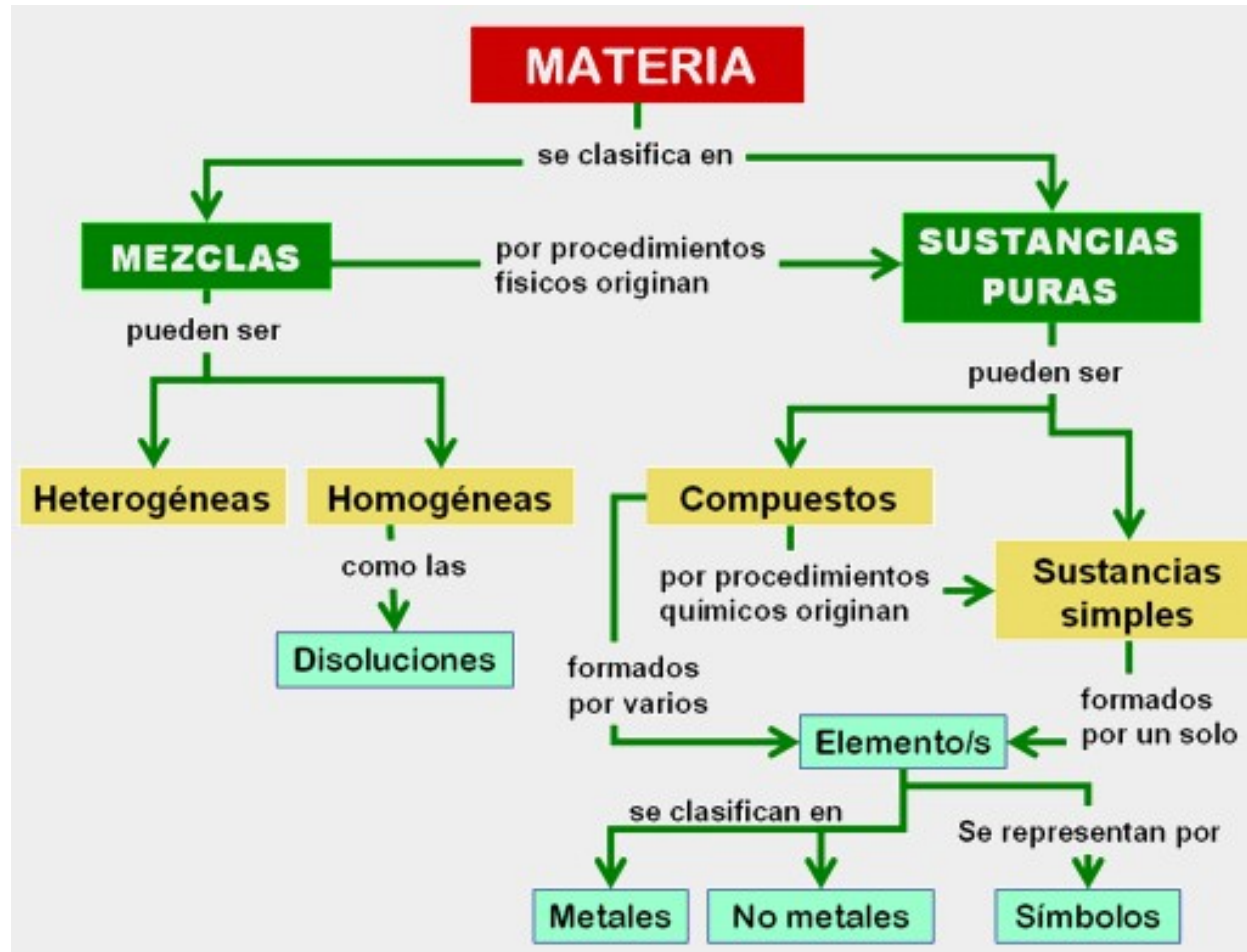 MATERIA
se clasifica en
MEZCLAS
por procedimientos
físicos originan
SUSTANCIAS
PURAS
pueden ser
pueden ser
Heterogéneas
Homogéneas
Compuestos
como las
por procedimientos
químicos originan
Sustancias
simples
Disoluciones
formados
por varios
formados
por un solo
Elemento/s
se clasifican en
Se representan por
Metales
No metales
Símbolos